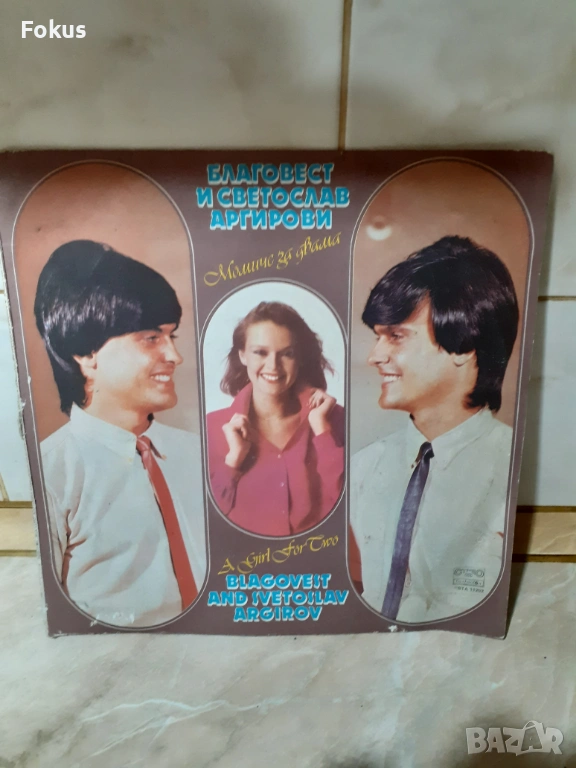 Fokus
БЛАГОВЕСТ
И СВЕТОСЛАВ
АРГИРОВИ
Момиче за двама
A Girl For Two
BLAGOVEST
AND SVETOSLAV
ARGIROV
BAZAR